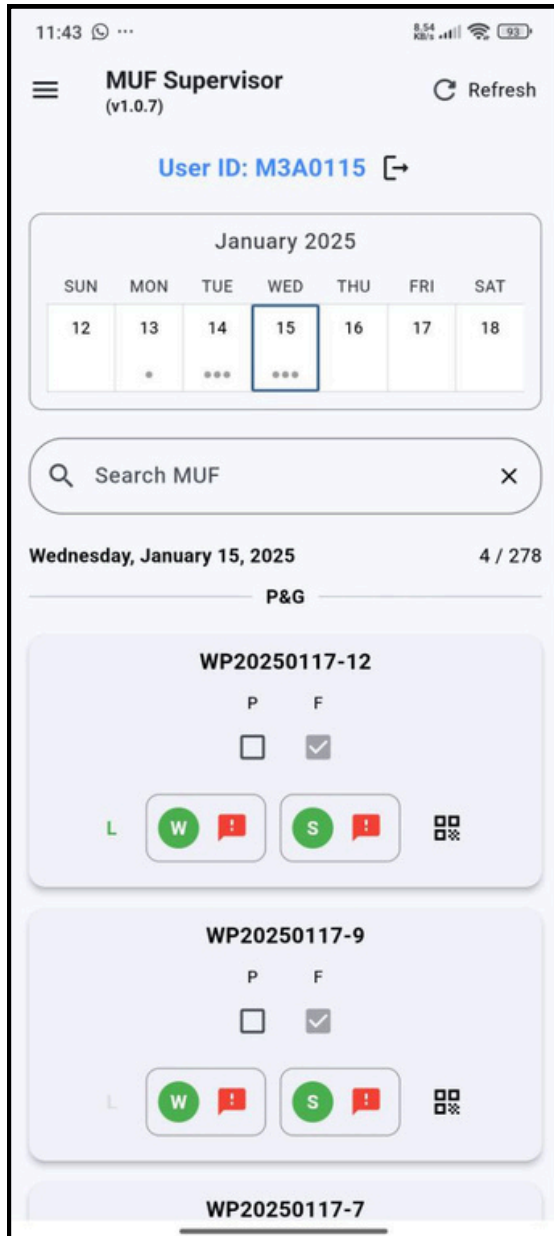 11:43
8.54
KB/s
93
MUF Supervisor
(v1.0.7)
Refresh
User ID: M3A0115
January 2025
SUN MON TUE WED THU FRI SAT
12 13 14 15 16 17 18
Search MUF
Wednesday, January 15, 2025 4 / 278
P&G
WP20250117-12
P F
L W S
WP20250117-9
P F
L W S
WP20250117-7